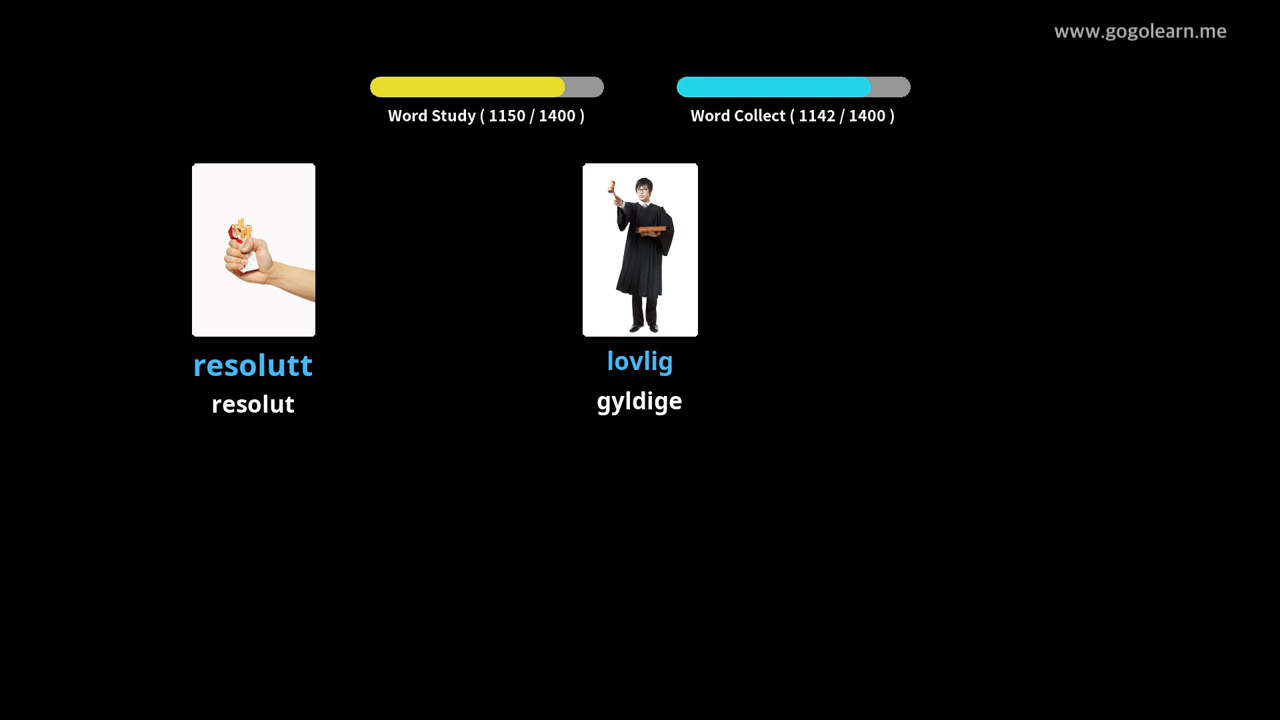 www.gogolearn.me
Word Study ( 1150 / 1400 )
Word Collect ( 1142 / 1400 )
resolutt
resolut
lovlig
gyldige